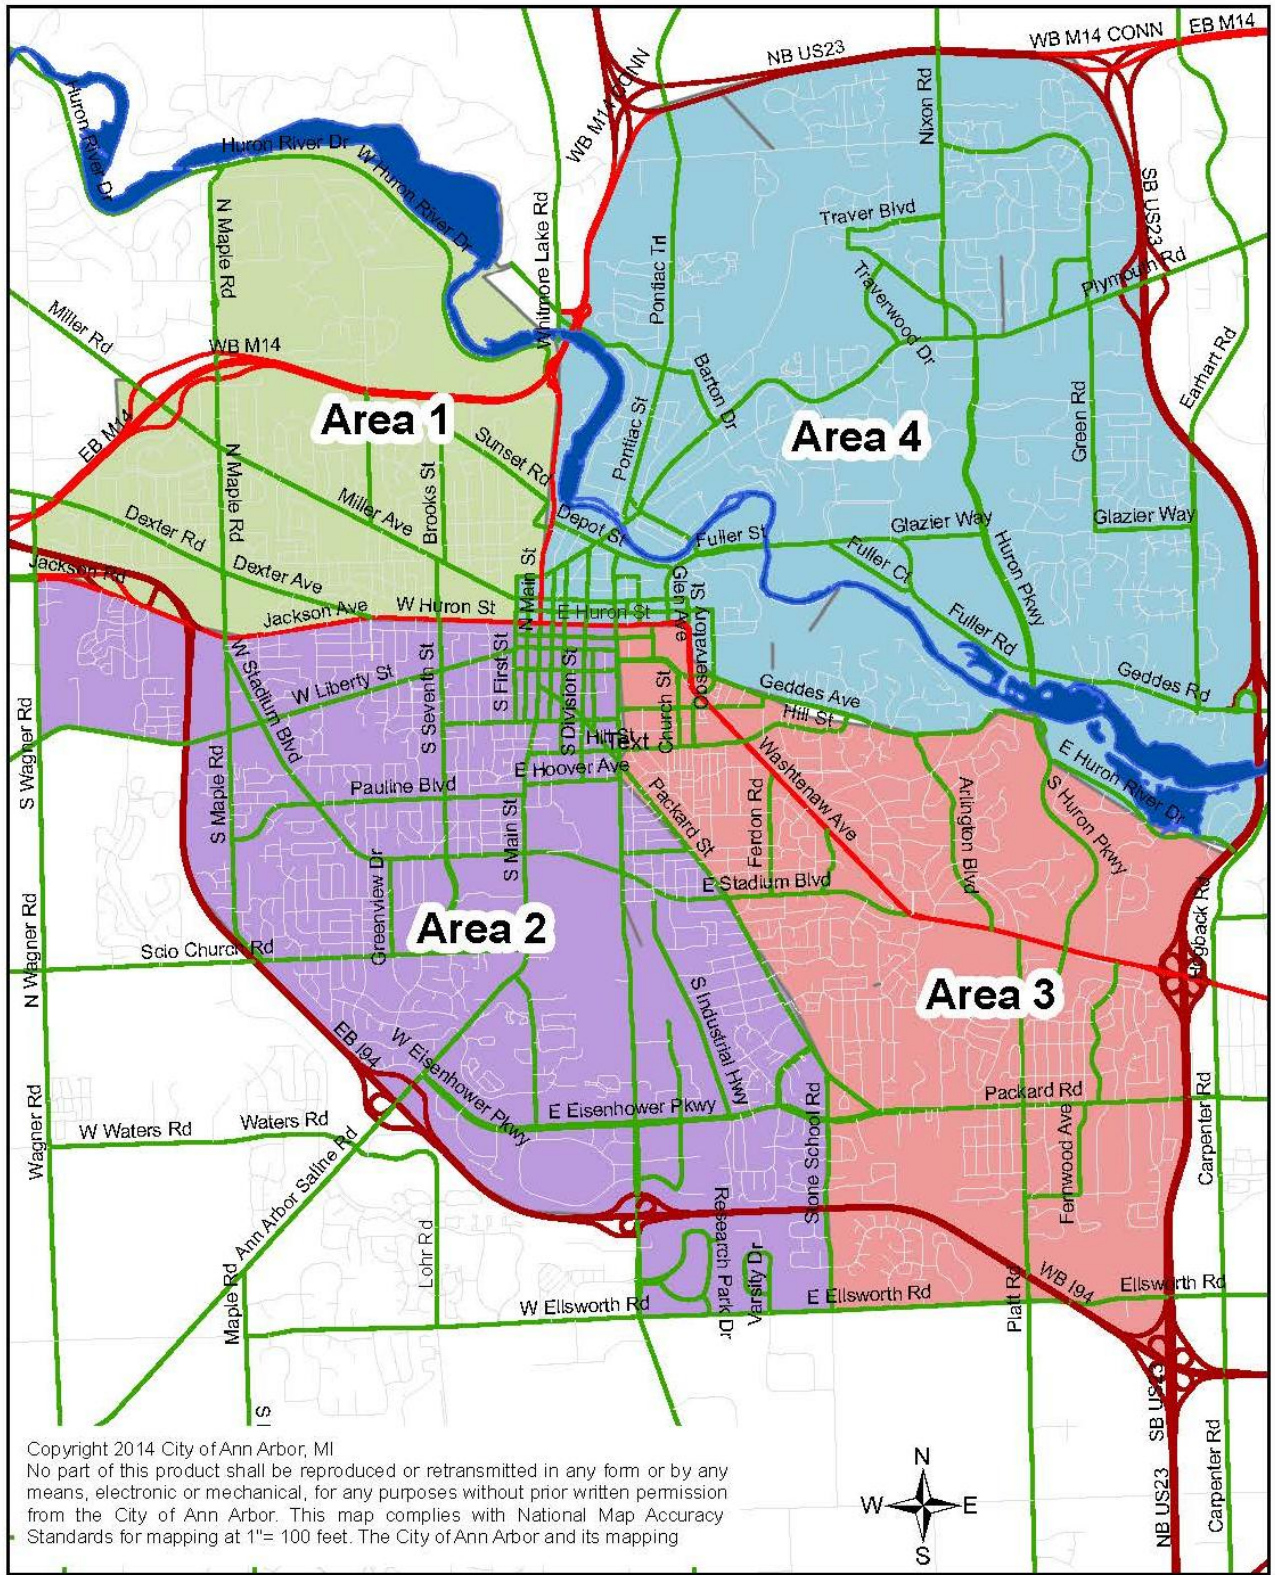 EB M14
WB M14 CONN
NB US23
WB M14 CONN
Nixon Rd
Huron River Dr
Huron River Dr
W Huron River Dr
SB US23
N Maple Rd
Whitmore Lake Rd
Traver Blvd
Pontiac Trl
Plymouth Rd
Traverwood Dr
Miller Rd
WB M14
Earhart Rd
Barton Dr
Green Rd
EB M14
Area 1
Pontiac St
Area 4
Sunset Rd
N Maple Rd
Brooks St
Miller Ave
Dexter Rd
Depot St
Fuller St
Glazier Way
Glazier Way
Jackson Rd
Dexter Ave
Fuller Ct
Huron Pkwy
N Main St
Glen Ave
Observatory St
Jackson Ave
W Huron St
E Huron St
Fuller Rd
W Stadium Blvd
W Liberty St
S Seventh St
S First St
S Division St
Church St
Geddes Ave
Geddes Rd
Hill St
Hill St
Text
S Wagner Rd
S Maple Rd
Pauline Blvd
E Hoover Ave
Washtenaw Ave
E Huron River Dr
S Main St
Packard St
Ferdon Rd
Arlington Blvd
S Huron Pkwy
E Stadium Blvd
Greenview Dr
N Wagner Rd
Scio Church Rd
Area 2
Hogback Rd
Area 3
S Industrial Hwy
EB I94
W Eisenhower Pkwy
E Eisenhower Pkwy
Packard Rd
Wagner Rd
W Waters Rd
Waters Rd
Stone School Rd
Fernwood Ave
Carpenter Rd
Ann Arbor Saline Rd
Lohr Rd
Research Park Dr
Varsity Dr
Maple Rd
W Ellsworth Rd
E Ellsworth Rd
Platt Rd
WB I94
Ellsworth Rd
SB US23
NB US23
Carpenter Rd
Copyright 2014 City of Ann Arbor, MI
No part of this product shall be reproduced or retransmitted in any form or by any
means, electronic or mechanical, for any purposes without prior written permission
from the City of Ann Arbor. This map complies with National Map Accuracy
Standards for mapping at 1"= 100 feet. The City of Ann Arbor and its mapping
N
W
E
S